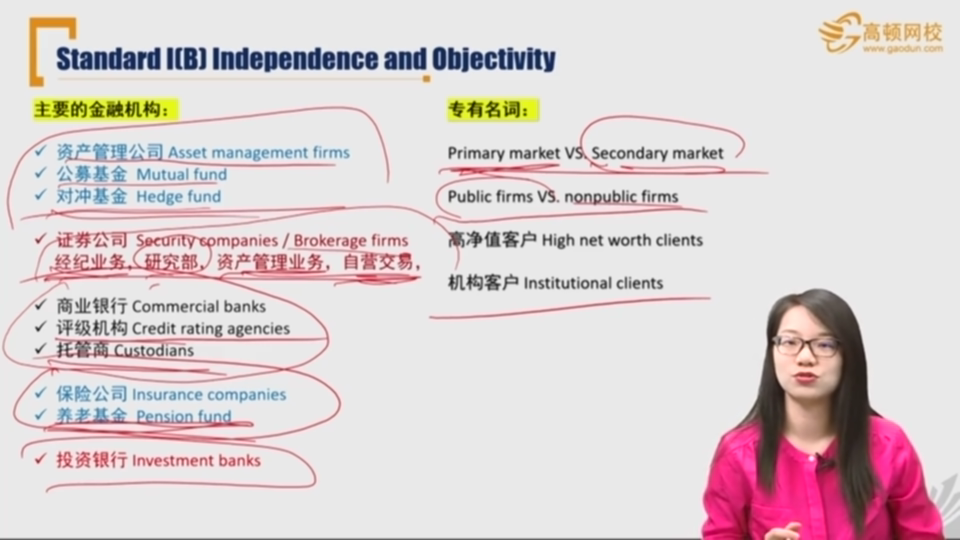 Standard I(B) Independence and Objectivity
高顿网校
www.gaodun.com
主要的金融机构：
✓ 资产管理公司 Asset management firms
✓ 公募基金 Mutual fund
✓ 对冲基金 Hedge fund
✓ 证券公司 Security companies / Brokerage firms
经纪业务，研究部，资产管理业务，自营交易，
✓ 商业银行 Commercial banks
✓ 评级机构 Credit rating agencies
✓ 托管商 Custodians
✓ 保险公司 Insurance companies
✓ 养老基金 Pension fund
✓ 投资银行 Investment banks
专有名词：
Primary market VS. Secondary market
Public firms VS. nonpublic firms
高净值客户 High net worth clients
机构客户 Institutional clients